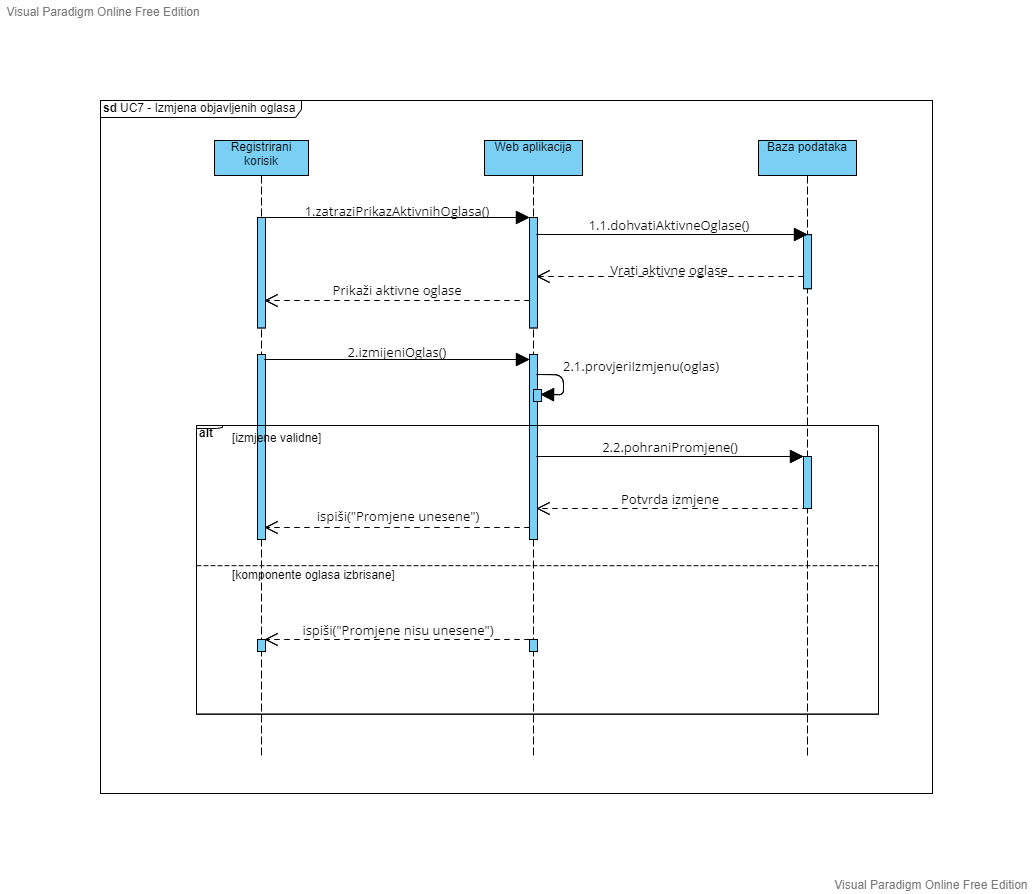 Visual Paradigm Online Free Edition
sd UC7 - Izmjena objavljenih oglasa
Registrirani
korisik
Web aplikacija
Baza podataka
1.zatraziPrikazAktivnihOglasa()
1.1.dohvatiAktivneOglase()
Vrati aktivne oglase
Prikaži aktivne oglase
2.izmijeniOglas()
2.1.provjeriIzmjenu(oglas)
alt
[izmjene validne]
2.2.pohraniPromjene()
Potvrda izmjene
ispiši("Promjene unesene")
[komponente oglasa izbrisane]
ispiši("Promjene nisu unesene")
Visual Paradigm Online Free Edition